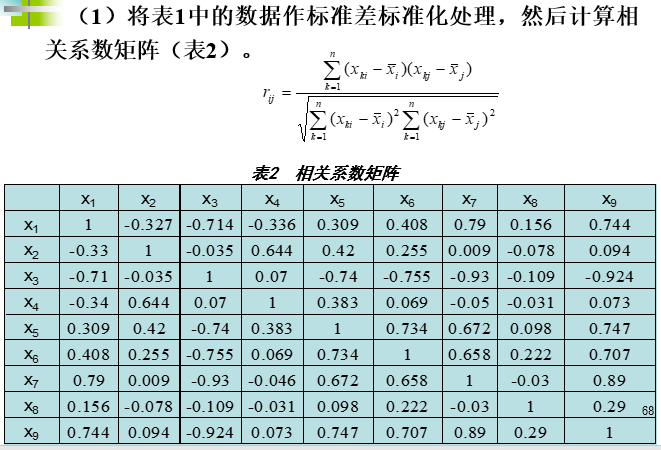 （1）将表1中的数据作标准差标准化处理，然后计算相
关系数矩阵（表2）。
r_{ij} = \frac{\sum_{k=1}^{n}(x_{ki} - \bar{x}_i)(x_{kj} - \bar{x}_j)}{\sqrt{\sum_{k=1}^{n}(x_{ki} - \bar{x}_i)^2 \sum_{k=1}^{n}(x_{kj} - \bar{x}_j)^2}}
表2 相关系数矩阵
x₁ x₂ x₃ x₄ x₅ x₆ x₇ x₈ x₉
x₁ 1 -0.327 -0.714 -0.336 0.309 0.408 0.79 0.156 0.744
x₂ -0.33 1 -0.035 0.644 0.42 0.255 0.009 -0.078 0.094
x₃ -0.71 -0.035 1 0.07 -0.74 -0.755 -0.93 -0.109 -0.924
x₄ -0.34 0.644 0.07 1 0.383 0.069 -0.05 -0.031 0.073
x₅ 0.309 0.42 -0.74 0.383 1 0.734 0.672 0.098 0.747
x₆ 0.408 0.255 -0.755 0.069 0.734 1 0.658 0.222 0.707
x₇ 0.79 0.009 -0.93 -0.046 0.672 0.658 1 -0.03 0.89
x₈ 0.156 -0.078 -0.109 -0.031 0.098 0.222 -0.03 1 0.29 68
x₉ 0.744 0.094 -0.924 0.073 0.747 0.707 0.89 0.29 1